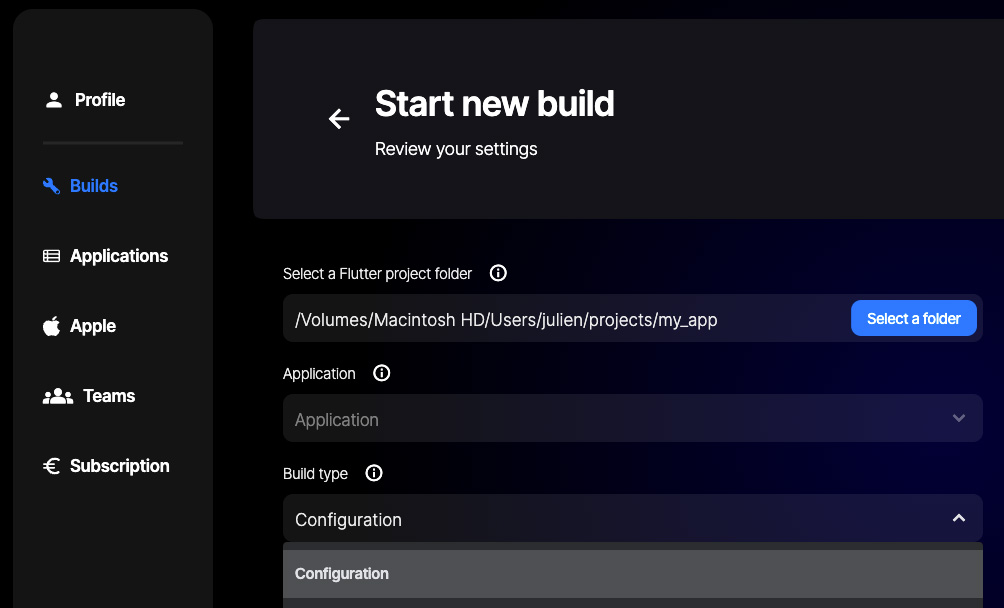 Profile
Builds
Applications
Apple
Teams
Subscription
Start new build
Review your settings
Select a Flutter project folder
/Volumes/Macintosh HD/Users/julien/projects/my_app
Select a folder
Application
Application
Build type
Configuration
Configuration